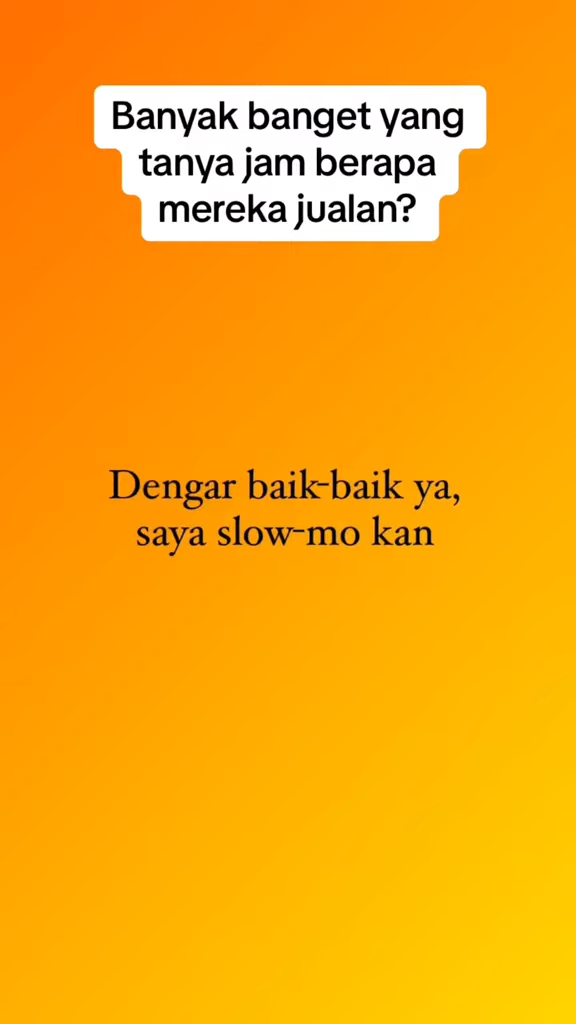 Banyak banget yang
tanya jam berapa
mereka jualan?
Dengar baik-baik ya,
saya slow-mo kan